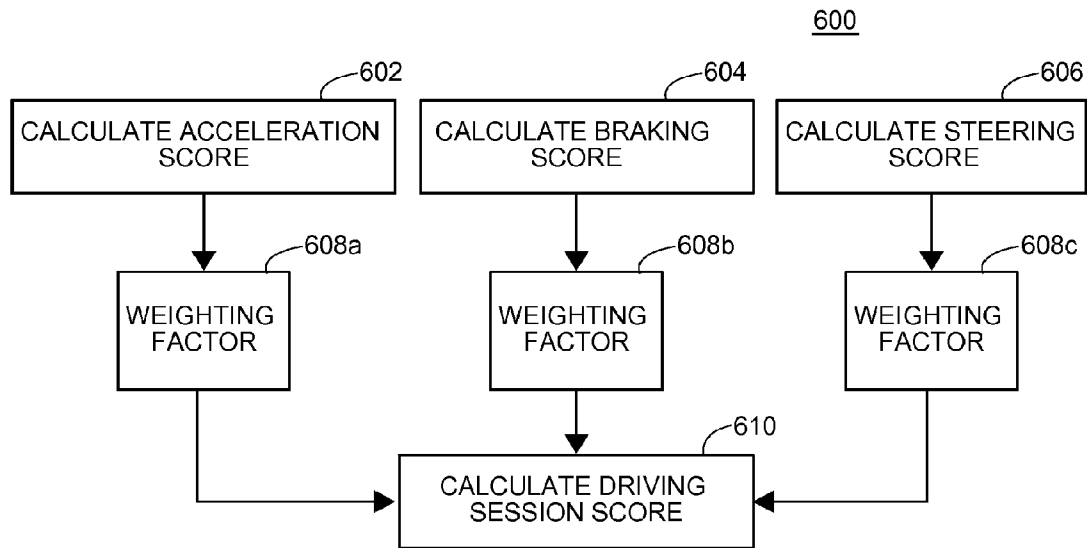 600
602
604
606
CALCULATE ACCELERATION
SCORE
CALCULATE BRAKING
SCORE
CALCULATE STEERING
SCORE
608a
608b
608c
WEIGHTING
FACTOR
WEIGHTING
FACTOR
WEIGHTING
FACTOR
610
CALCULATE DRIVING
SESSION SCORE